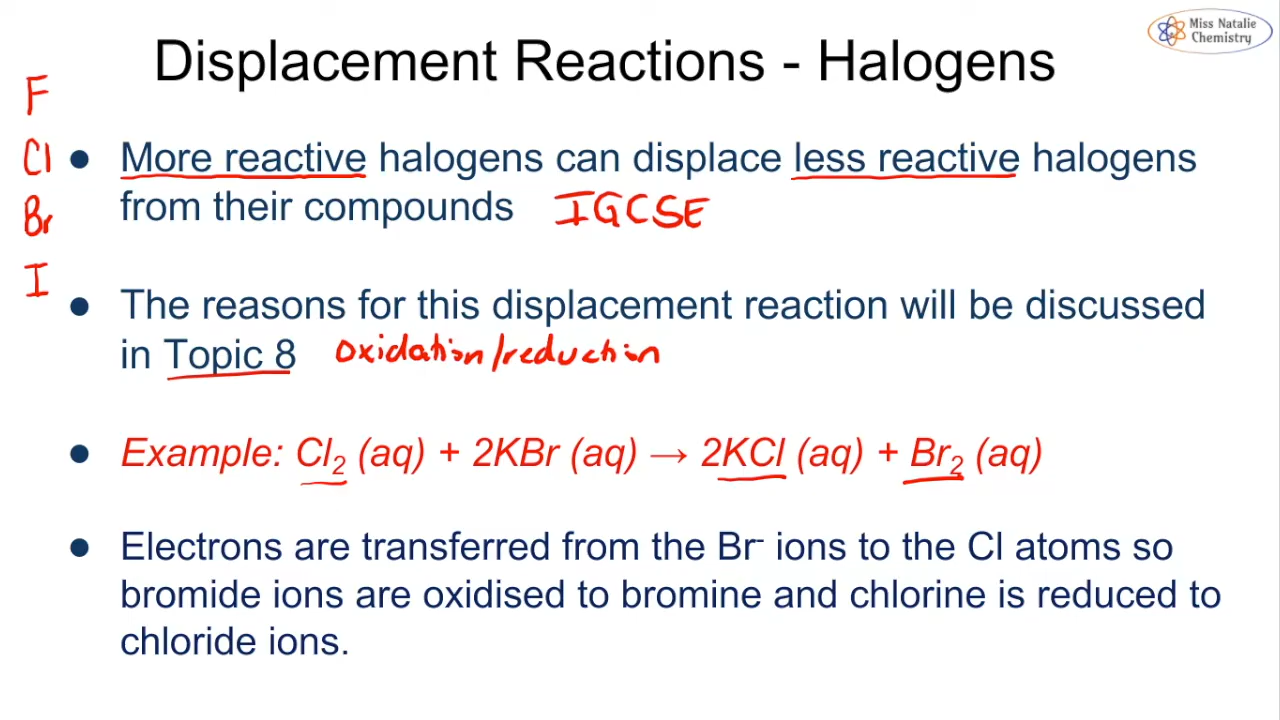 Miss Natalie
Chemistry
Displacement Reactions - Halogens
F
Cl
Br
I
● More reactive halogens can displace less reactive halogens
from their compounds IGCSE
● The reasons for this displacement reaction will be discussed
in Topic 8 oxidation/reduction
● Example: Cl₂ (aq) + 2KBr (aq) → 2KCl (aq) + Br₂ (aq)
● Electrons are transferred from the Br⁻ ions to the Cl atoms so
bromide ions are oxidised to bromine and chlorine is reduced to
chloride ions.